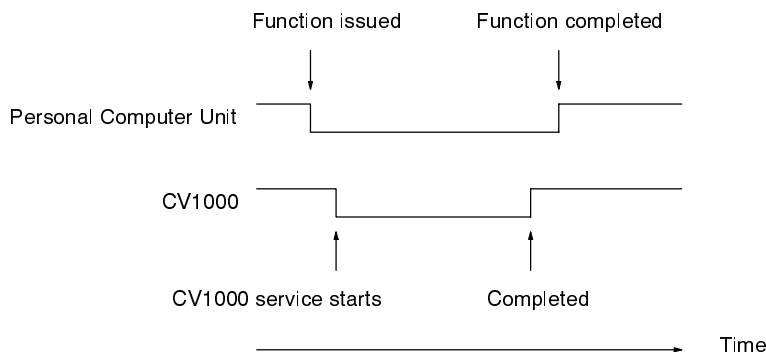 Function issued
Function completed
Personal Computer Unit
CV1000
CV1000 service starts
Completed
Time